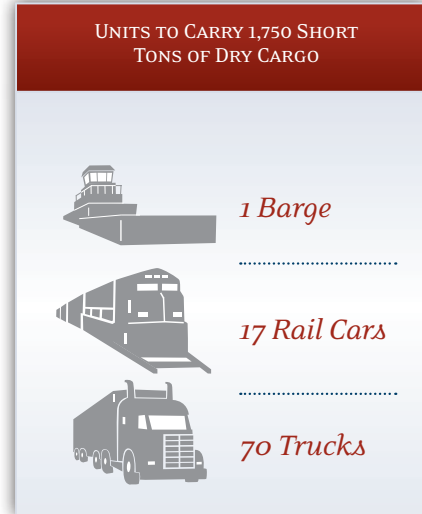 Units to Carry 1,750 Short
Tons of Dry Cargo
1 Barge
17 Rail Cars
70 Trucks